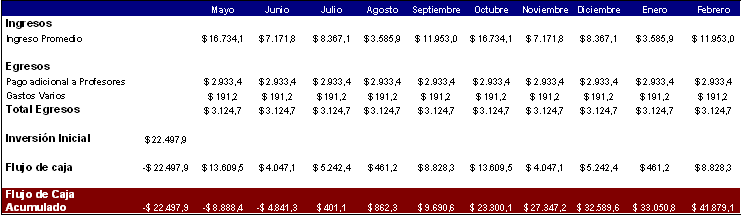 Mayo Junio Julio Agosto Septiembre Octubre Noviembre Diciembre Enero Febrero
Ingresos
Ingreso Promedio $ 16.734,1 $ 7.171,8 $ 8.367,1 $ 3.585,9 $ 11.953,0 $ 16.734,1 $ 7.171,8 $ 8.367,1 $ 3.585,9 $ 11.953,0
Egresos
Pago adicional a Profesores $ 2.933,4 $ 2.933,4 $ 2.933,4 $ 2.933,4 $ 2.933,4 $ 2.933,4 $ 2.933,4 $ 2.933,4 $ 2.933,4 $ 2.933,4
Gastos Varios $ 191,2 $ 191,2 $ 191,2 $ 191,2 $ 191,2 $ 191,2 $ 191,2 $ 191,2 $ 191,2 $ 191,2
Total Egresos $ 3.124,7 $ 3.124,7 $ 3.124,7 $ 3.124,7 $ 3.124,7 $ 3.124,7 $ 3.124,7 $ 3.124,7 $ 3.124,7 $ 3.124,7
Inversión Inicial $ 22.497,9
Flujo de caja -$ 22.497,9 $ 13.609,5 $ 4.047,1 $ 5.242,4 $ 461,2 $ 8.828,3 $ 13.609,5 $ 4.047,1 $ 5.242,4 $ 461,2 $ 8.828,3
Flujo de Caja
Acumulado -$ 22.497,9 -$ 8.888,4 -$ 4.841,3 $ 401,1 $ 862,3 $ 9.690,6 $ 23.300,1 $ 27.347,2 $ 32.589,6 $ 33.050,8 $ 41.879,1